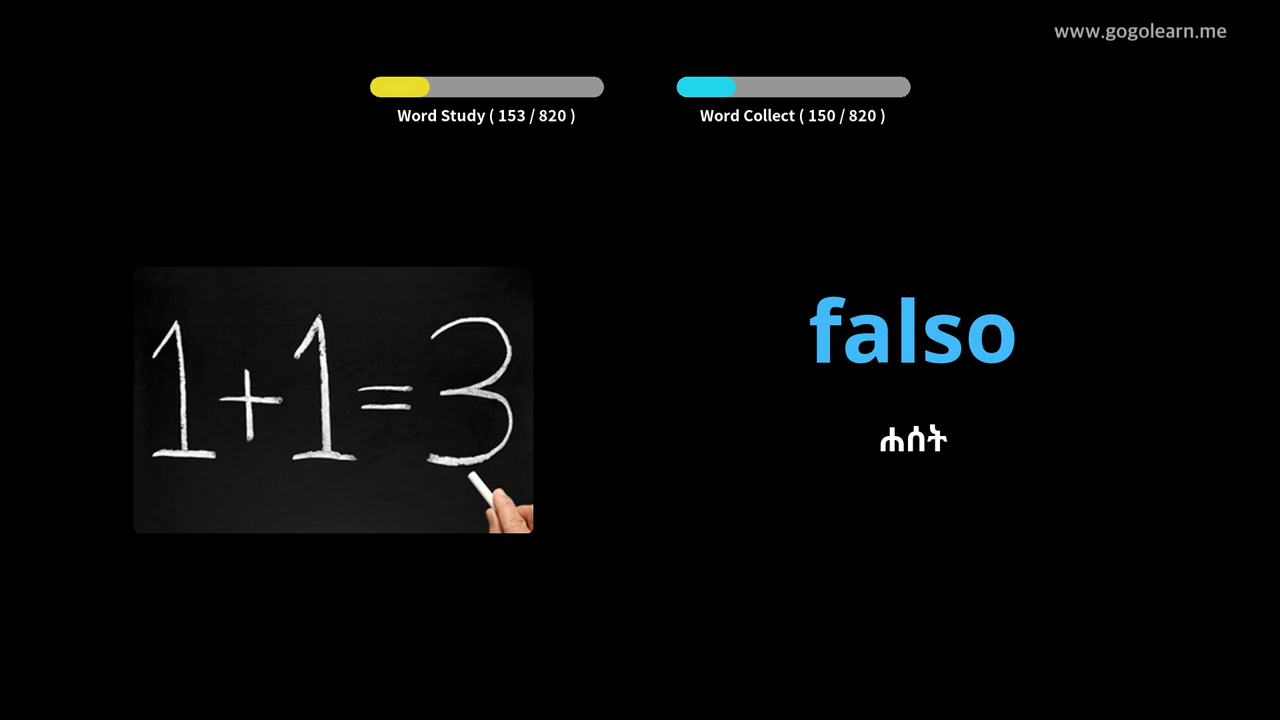 www.gogolearn.me
Word Study ( 153 / 820 )
Word Collect ( 150 / 820 )
1+1=3
falso
ሐሰት